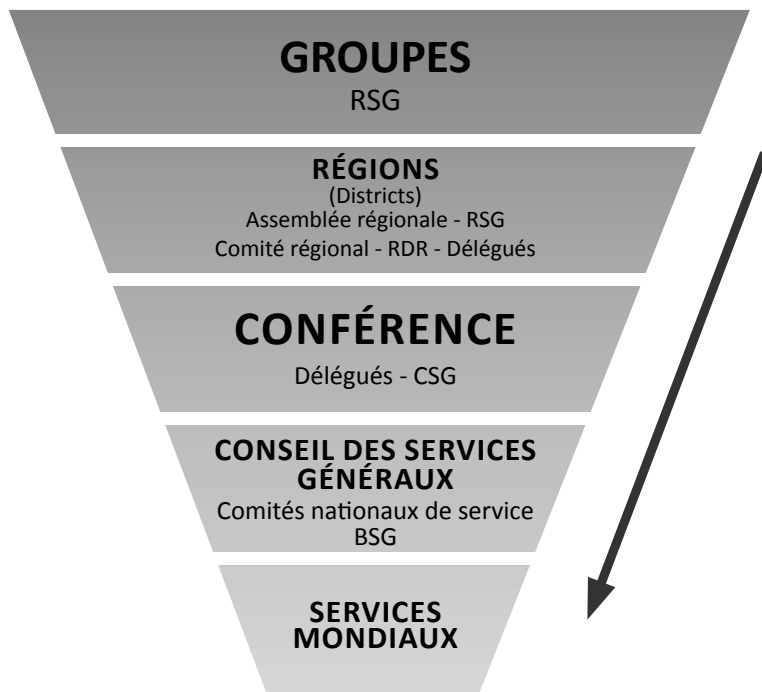 GROUPES
RSG
RÉGIONS
(Districts)
Assemblée régionale - RSG
Comité régional - RDR - Délégués
CONFÉRENCE
Délégués - CSG
CONSEIL DES SERVICES
GÉNÉRAUX
Comités nationaux de service
BSG
SERVICES
MONDIAUX